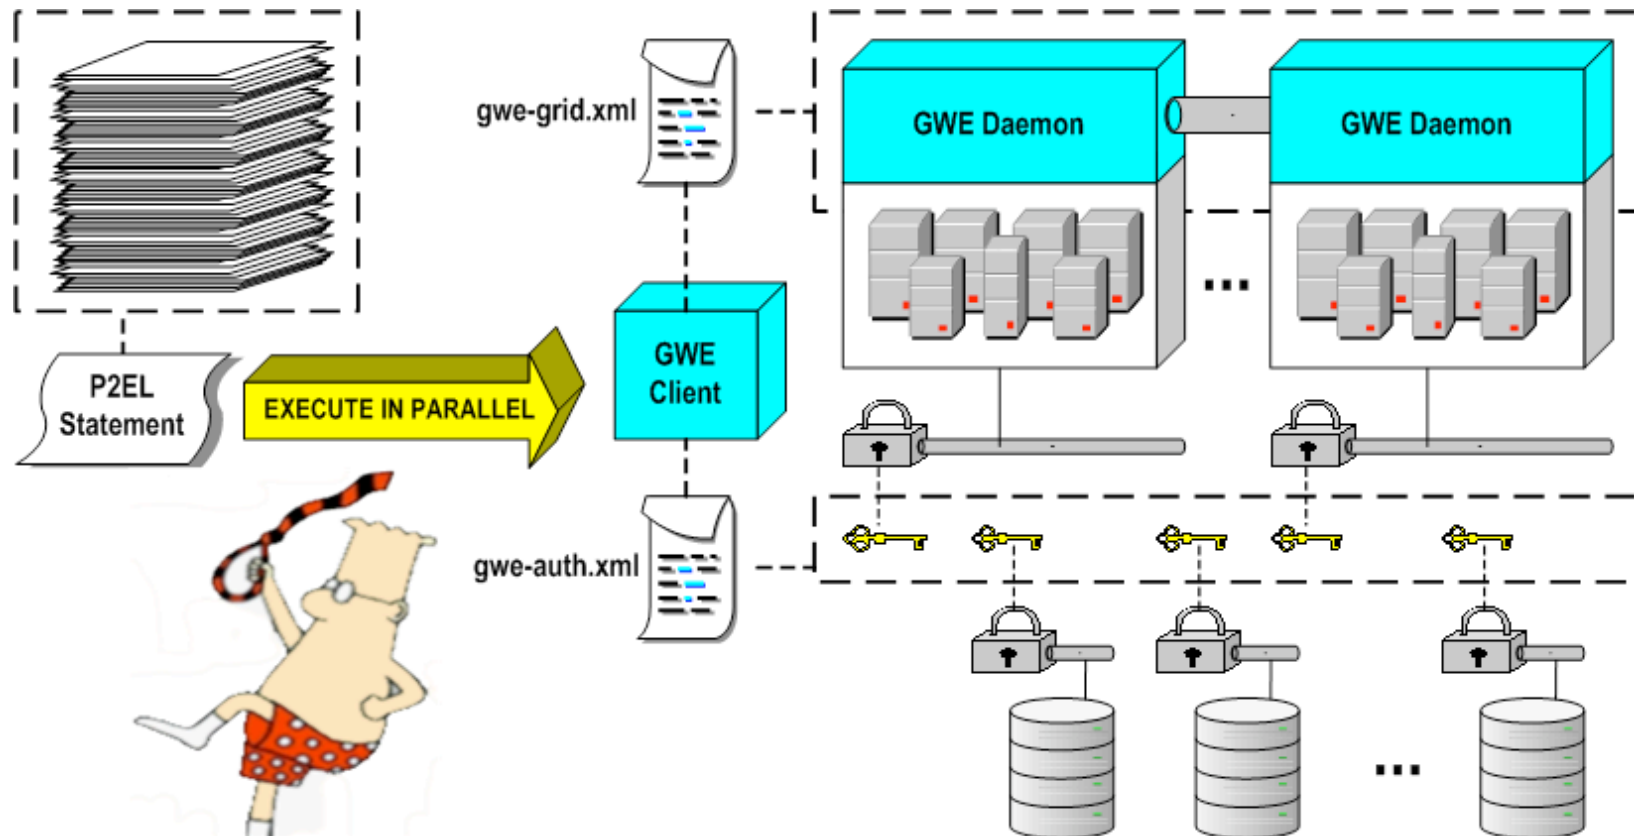 gwe-grid.xml
GWE Daemon
GWE Daemon
...
P2EL
Statement
EXECUTE IN PARALLEL
GWE
Client
gwe-auth.xml
...